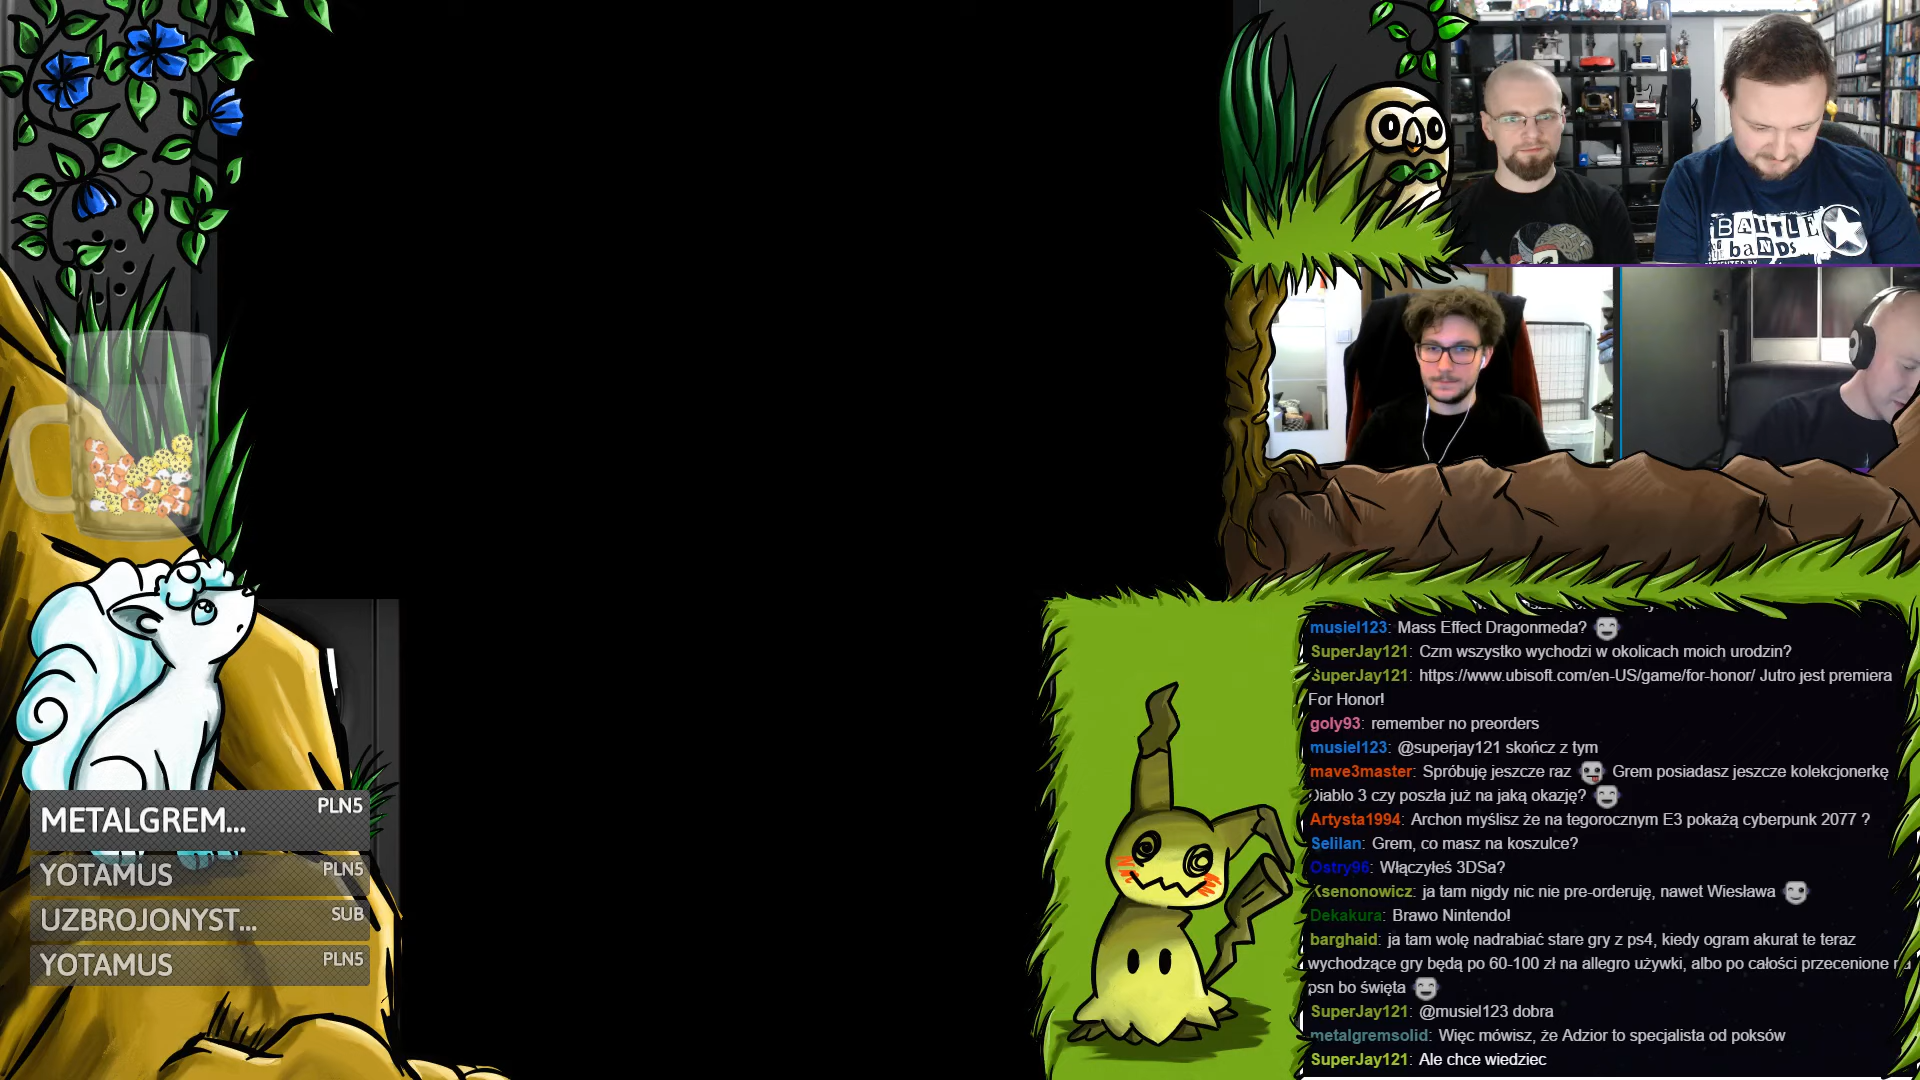 BATTLE
OF
baNDS
PRESENTED BY
musiel123: Mass Effect Dragonmeda?
SuperJay121: Czm wszystko wychodzi w okolicach moich urodzin?
SuperJay121: https://www.ubisoft.com/en-US/game/for-honor/ Jutro jest premiera
For Honor!
goly93: remember no preorders
musiel123: @superjay121 skończ z tym
mave3master: Spróbuję jeszcze raz Grem posiadasz jeszcze kolekcjonerkę
Diablo 3 czy poszła już na jaką okazję?
Artysta1994: Archon myślisz że na tegorocznym E3 pokażą cyberpunk 2077 ?
Selilan: Grem, co masz na koszulce?
Ostry96: Włączyłeś 3DSa?
Ksenonowicz: ja tam nigdy nic nie pre-orderuję, nawet Wiesława
Dekakura: Brawo Nintendo!
barghaid: ja tam wolę nadrabiać stare gry z ps4, kiedy ogram akurat te teraz
wychodzące gry będą po 60-100 zł na allegro używki, albo po całości przecenione na
psn bo święta
SuperJay121: @musiel123 dobra
metalgremsolid: Więc mówisz, że Adzior to specjalista od poksów
SuperJay121: Ale chce wiedziec
METALGREM... PLN5
YOTAMUS PLN5
UZBROJONYST... SUB
YOTAMUS PLN5